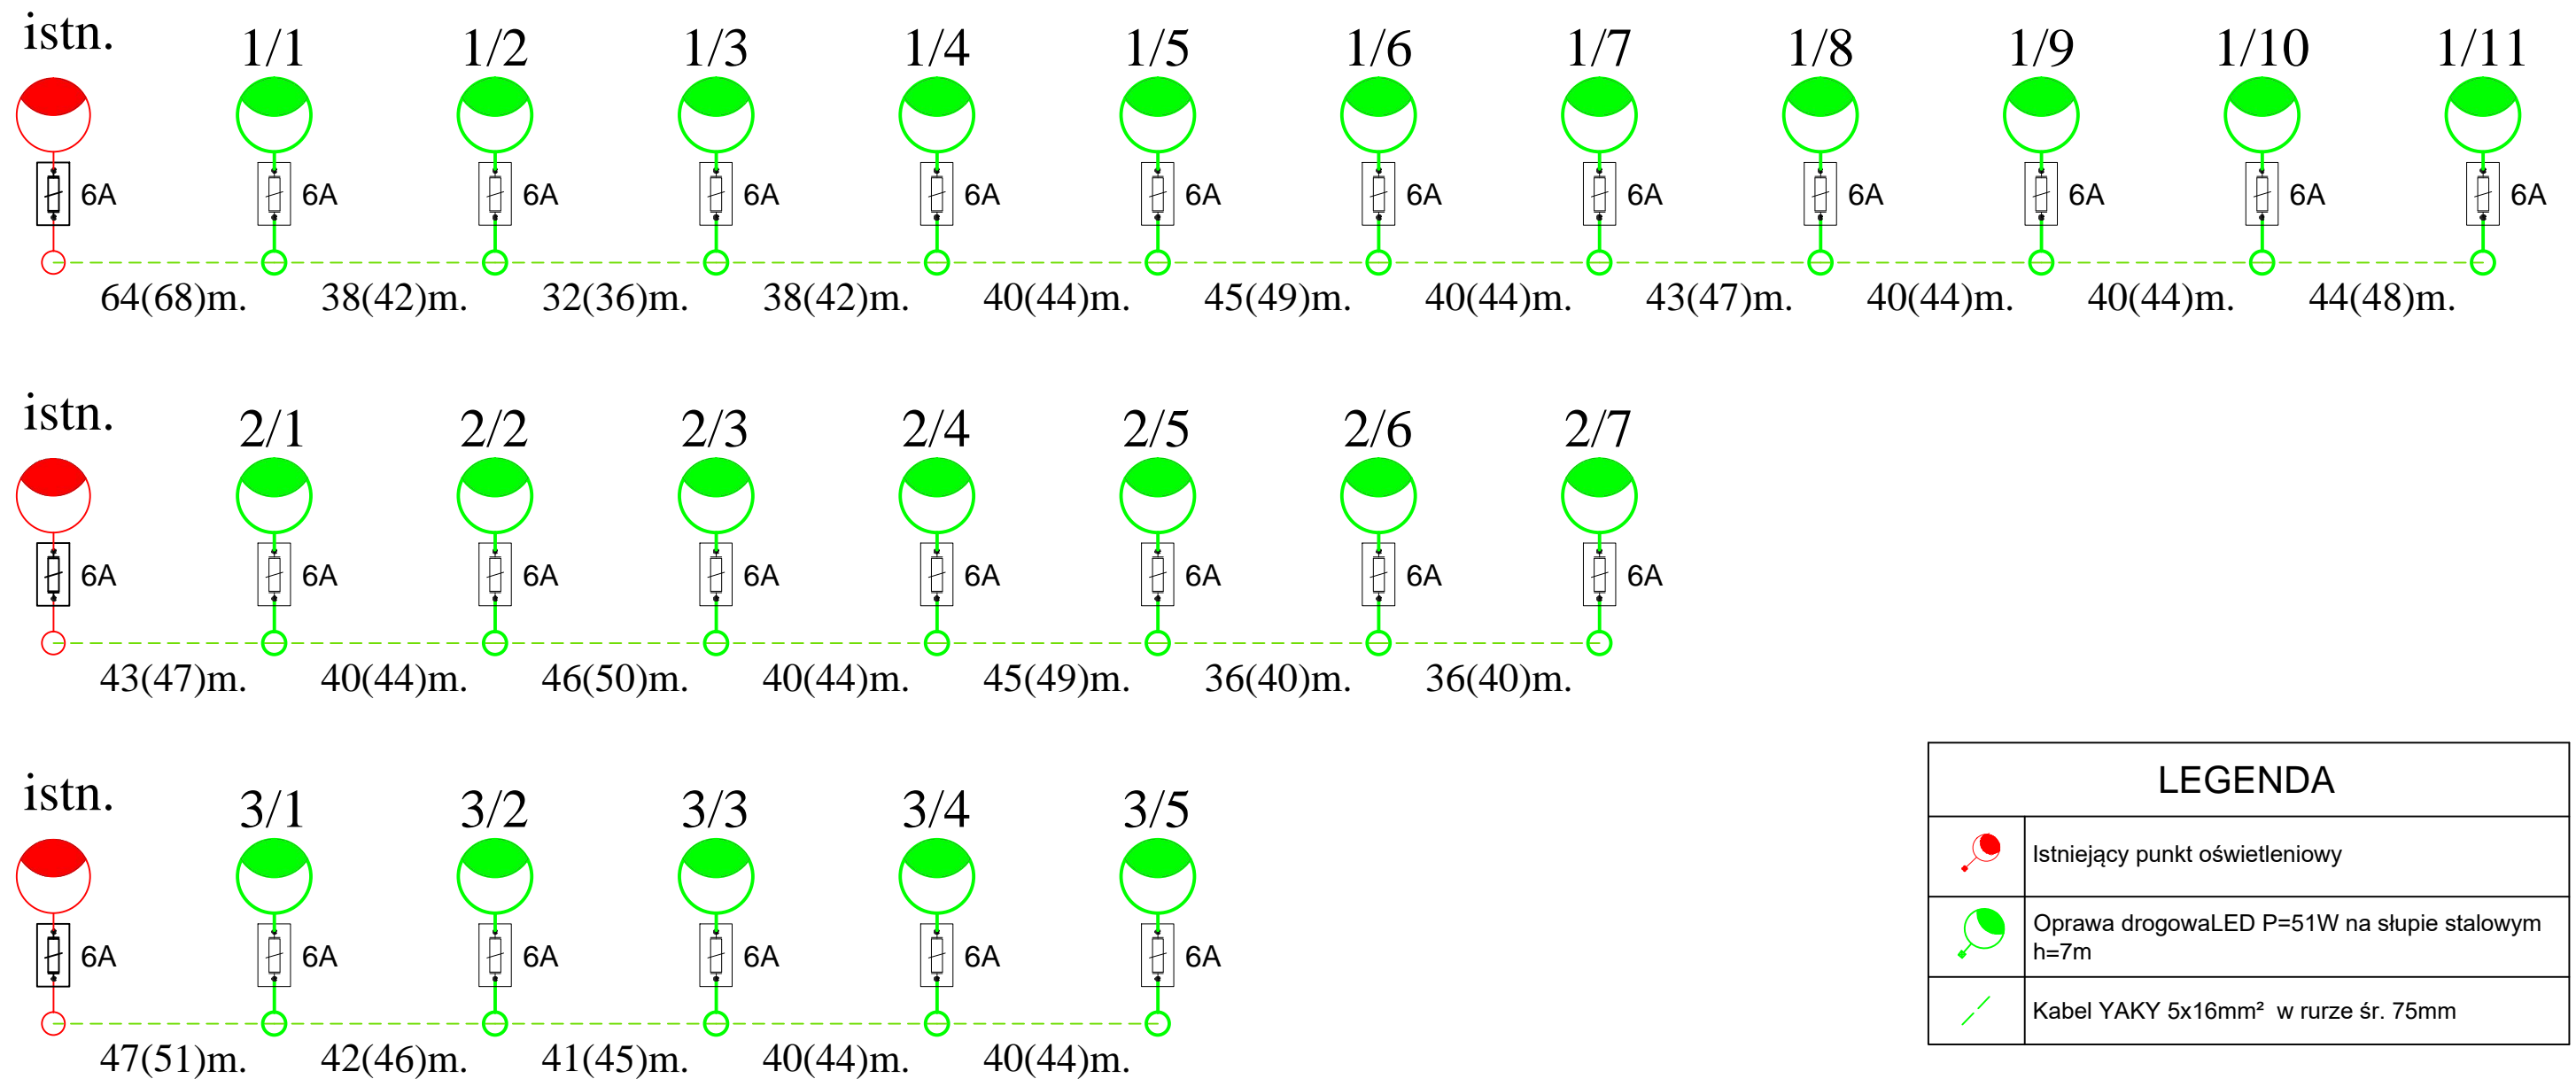 istn. 1/1 1/2 1/3 1/4 1/5 1/6 1/7 1/8 1/9 1/10 1/11
6A 6A 6A 6A 6A 6A 6A 6A 6A 6A 6A 6A
64(68)m. 38(42)m. 32(36)m. 38(42)m. 40(44)m. 45(49)m. 40(44)m. 43(47)m. 40(44)m. 40(44)m. 44(48)m.
istn. 2/1 2/2 2/3 2/4 2/5 2/6 2/7
6A 6A 6A 6A 6A 6A 6A 6A
43(47)m. 40(44)m. 46(50)m. 40(44)m. 45(49)m. 36(40)m. 36(40)m.
istn. 3/1 3/2 3/3 3/4 3/5
6A 6A 6A 6A 6A 6A
47(51)m. 42(46)m. 41(45)m. 40(44)m. 40(44)m.
LEGENDA
Istniejący punkt oświetleniowy
Oprawa drogowaLED P=51W na słupie stalowym
h=7m
Kabel YAKY 5x16mm² w rurze śr. 75mm